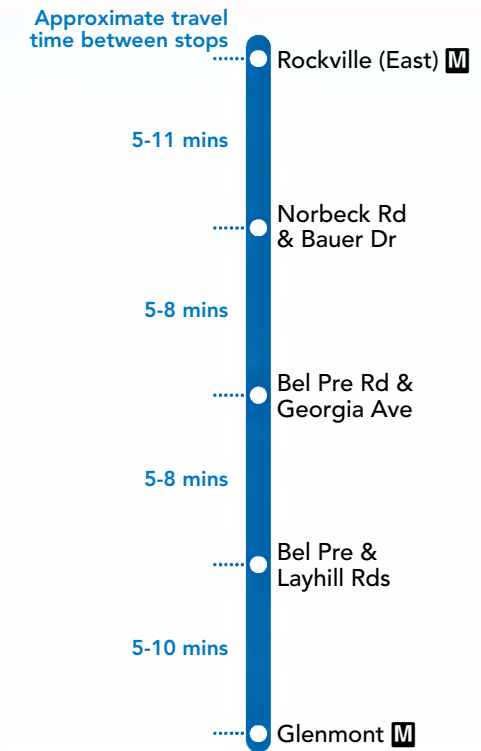 Approximate travel
time between stops
Rockville (East) M
5-11 mins
Norbeck Rd
& Bauer Dr
5-8 mins
Bel Pre Rd &
Georgia Ave
5-8 mins
Bel Pre &
Layhill Rds
5-10 mins
Glenmont M